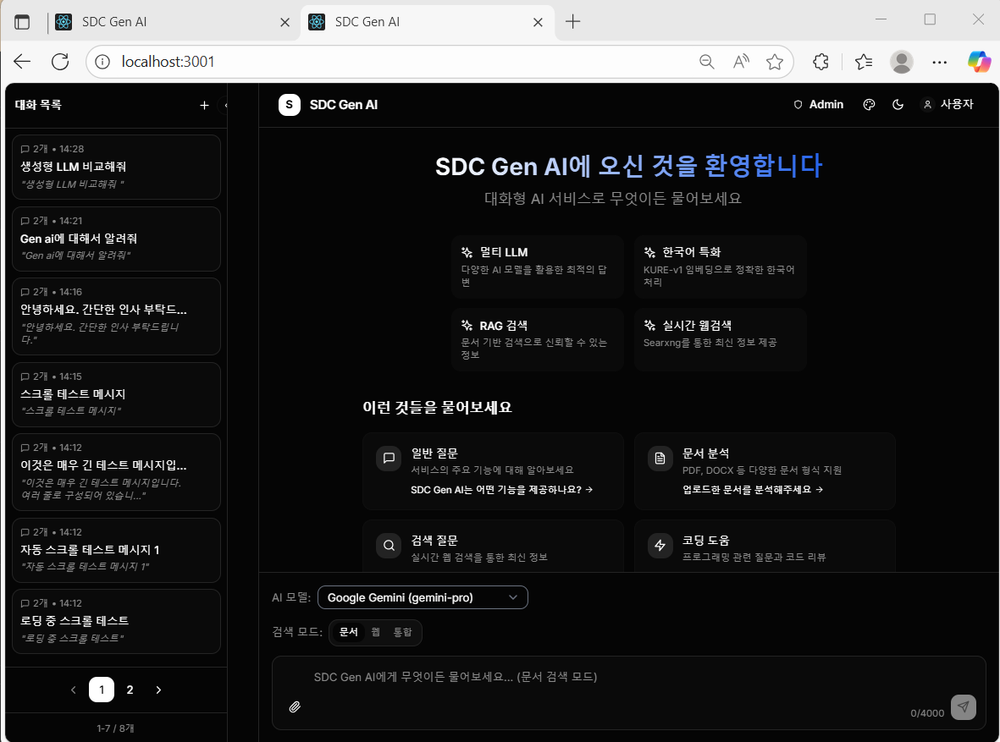 SDC Gen AI
SDC Gen AI
localhost:3001
대화 목록
2개 • 14:28
생성형 LLM 비교해줘
"생성형 LLM 비교해줘 "
2개 • 14:21
Gen ai에 대해서 알려줘
"Gen ai에 대해서 알려줘"
2개 • 14:16
안녕하세요. 간단한 인사 부탁드...
"안녕하세요. 간단한 인사 부탁드립니
다."
2개 • 14:15
스크롤 테스트 메시지
"스크롤 테스트 메시지"
2개 • 14:12
이것은 매우 긴 테스트 메시지입...
"이것은 매우 긴 테스트 메시지입니다.
여러 줄로 구성되어 있습니..."
2개 • 14:12
자동 스크롤 테스트 메시지 1
"자동 스크롤 테스트 메시지 1"
2개 • 14:12
로딩 중 스크롤 테스트
"로딩 중 스크롤 테스트"
1 2
1-7 / 8개
S SDC Gen AI
Admin
사용자
SDC Gen AI에 오신 것을 환영합니다
대화형 AI 서비스로 무엇이든 물어보세요
멀티 LLM
다양한 AI 모델을 활용한 최적의 답
변
한국어 특화
KURE-v1 임베딩으로 정확한 한국어
처리
RAG 검색
문서 기반 검색으로 신뢰할 수 있는
정보
실시간 웹검색
Searxng를 통한 최신 정보 제공
이런 것들을 물어보세요
일반 질문
서비스의 주요 기능에 대해 알아보세요
SDC Gen AI는 어떤 기능을 제공하나요? →
문서 분석
PDF, DOCX 등 다양한 문서 형식 지원
업로드한 문서를 분석해주세요 →
검색 질문
실시간 웹 검색을 통한 최신 정보
코딩 도움
프로그래밍 관련 질문과 코드 리뷰
AI 모델: Google Gemini (gemini-pro)
검색 모드: 문서 웹 통합
SDC Gen AI에게 무엇이든 물어보세요... (문서 검색 모드)
0/4000